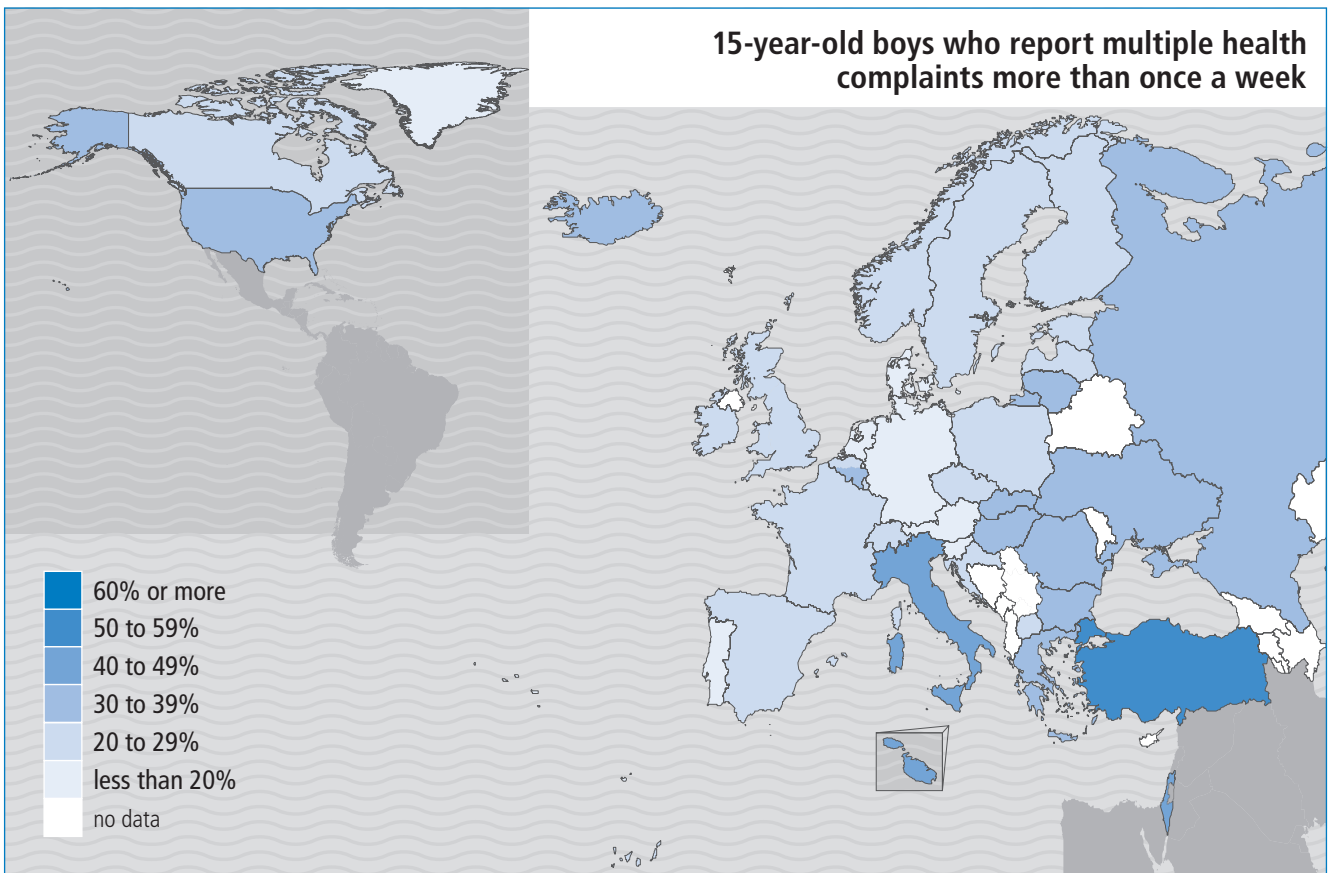 15-year-old boys who report multiple health
complaints more than once a week
60% or more
50 to 59%
40 to 49%
30 to 39%
20 to 29%
less than 20%
no data